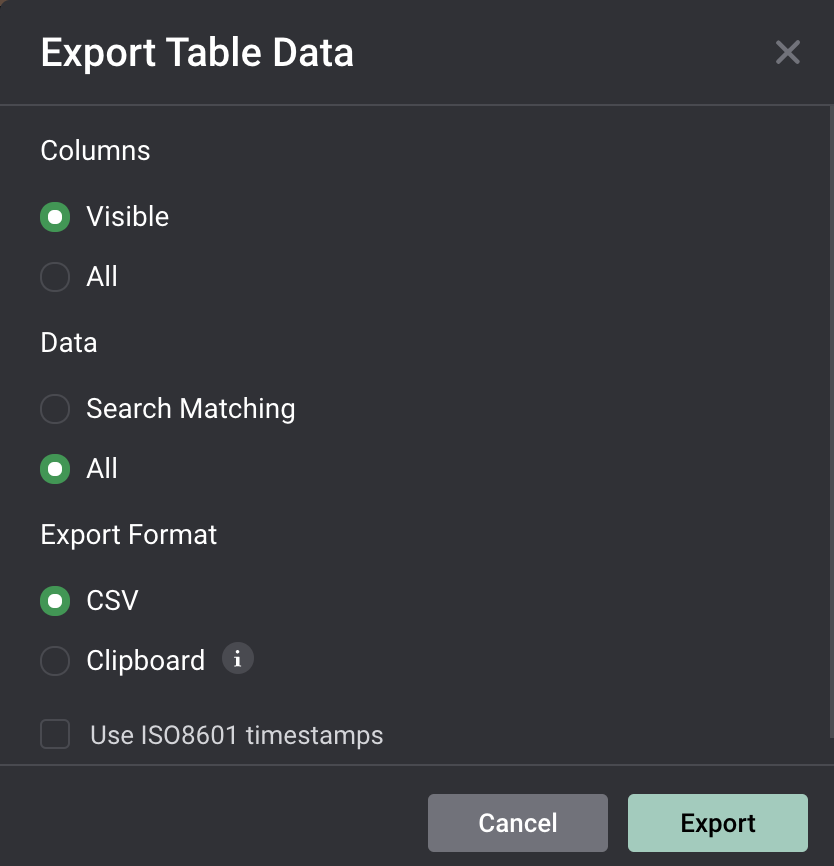 Export Table Data
Columns
Visible
All
Data
Search Matching
All
Export Format
CSV
Clipboard i
Use ISO8601 timestamps
Cancel Export